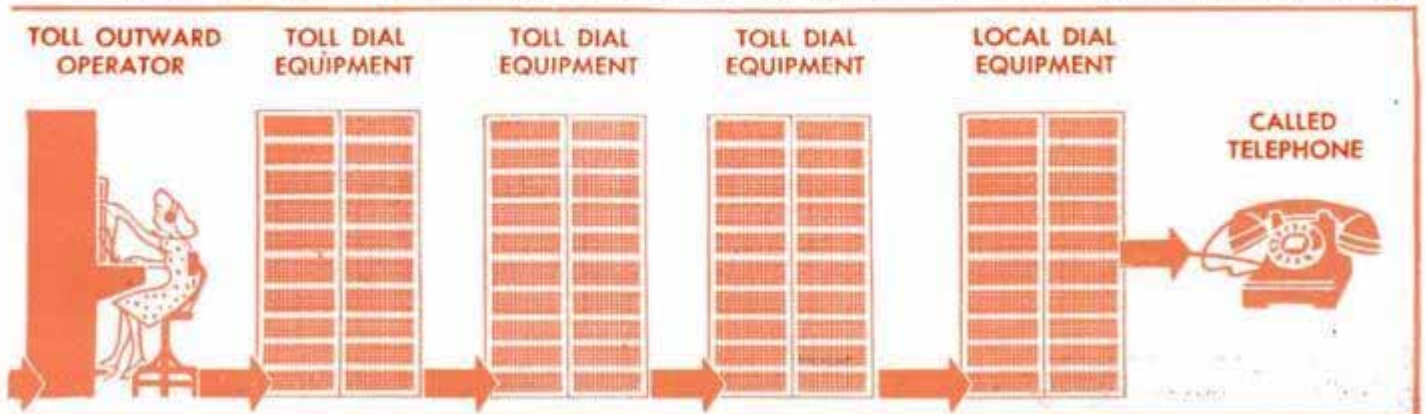 TOLL OUTWARD
OPERATOR
TOLL DIAL
EQUIPMENT
TOLL DIAL
EQUIPMENT
TOLL DIAL
EQUIPMENT
LOCAL DIAL
EQUIPMENT
CALLED
TELEPHONE